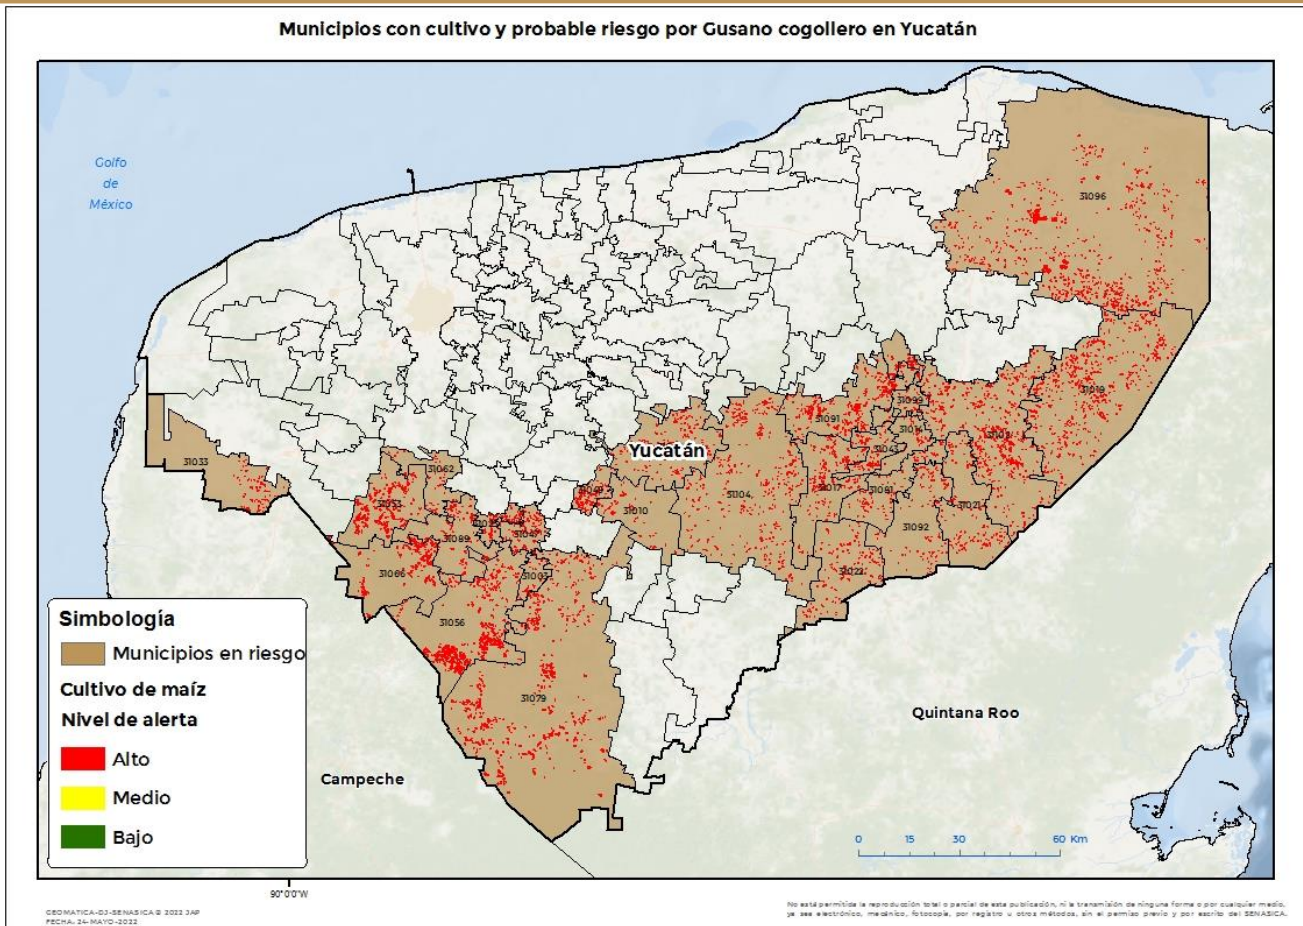 Municipios con cultivo y probable riesgo por Gusano cogollero en Yucatán
Golfo
de
México
31096
31019
31091
31099
Yucatán
31033
31062
31053
31010
31017
31081
31021
31092
31089
31022
31066
31003
31056
31079
Simbología
Municipios en riesgo
Cultivo de maíz
Nivel de alerta
Alto
Medio
Bajo
Campeche
Quintana Roo
0 15 30 60 Km
90°0'0"W
GEOMATICA-DJ-SENASICA © 2022 JAP
FECHA: 24-MAYO-2022
No está permitida la reproducción total o parcial de esta publicación, ni la transmisión de ninguna forma o por cualquier medio,
ya sea electrónico, mecánico, fotocopia, por registro u otros métodos, sin el permiso previo y por escrito del SENASICA.